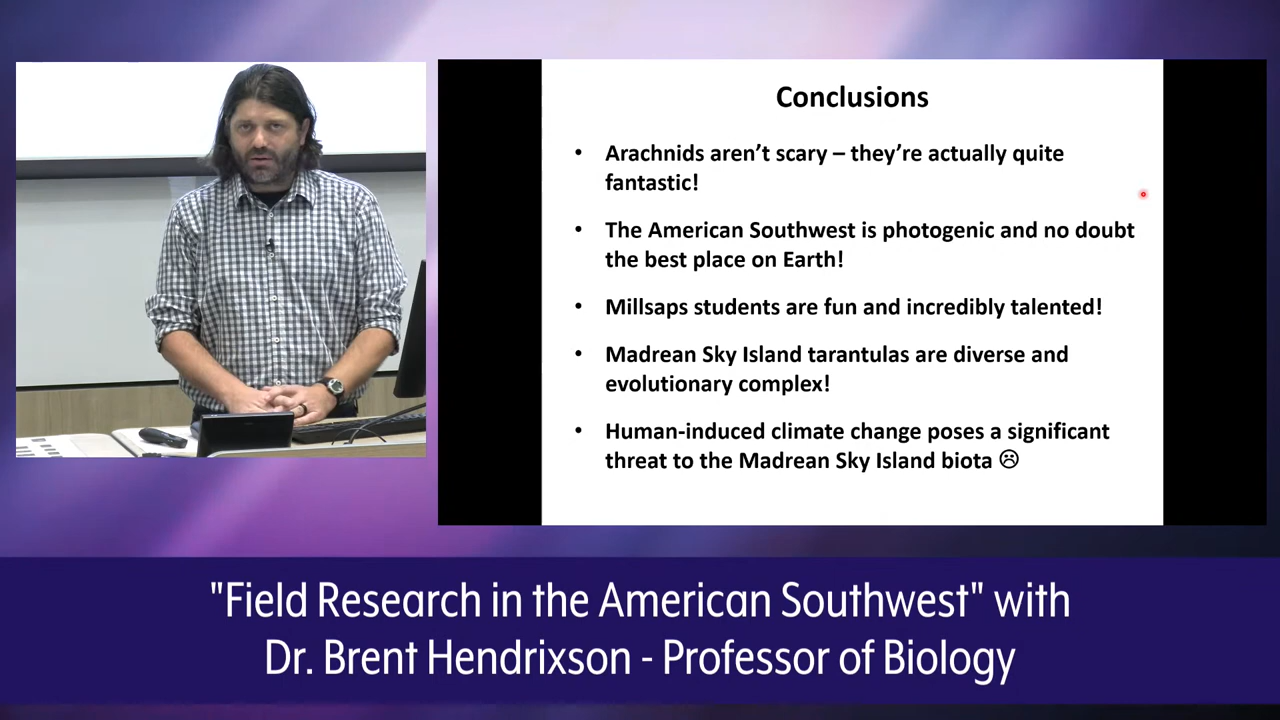 Conclusions
• Arachnids aren't scary – they're actually quite
fantastic!
• The American Southwest is photogenic and no doubt
the best place on Earth!
• Millsaps students are fun and incredibly talented!
• Madrean Sky Island tarantulas are diverse and
evolutionary complex!
• Human-induced climate change poses a significant
threat to the Madrean Sky Island biota ☹
"Field Research in the American Southwest" with
Dr. Brent Hendrixson - Professor of Biology